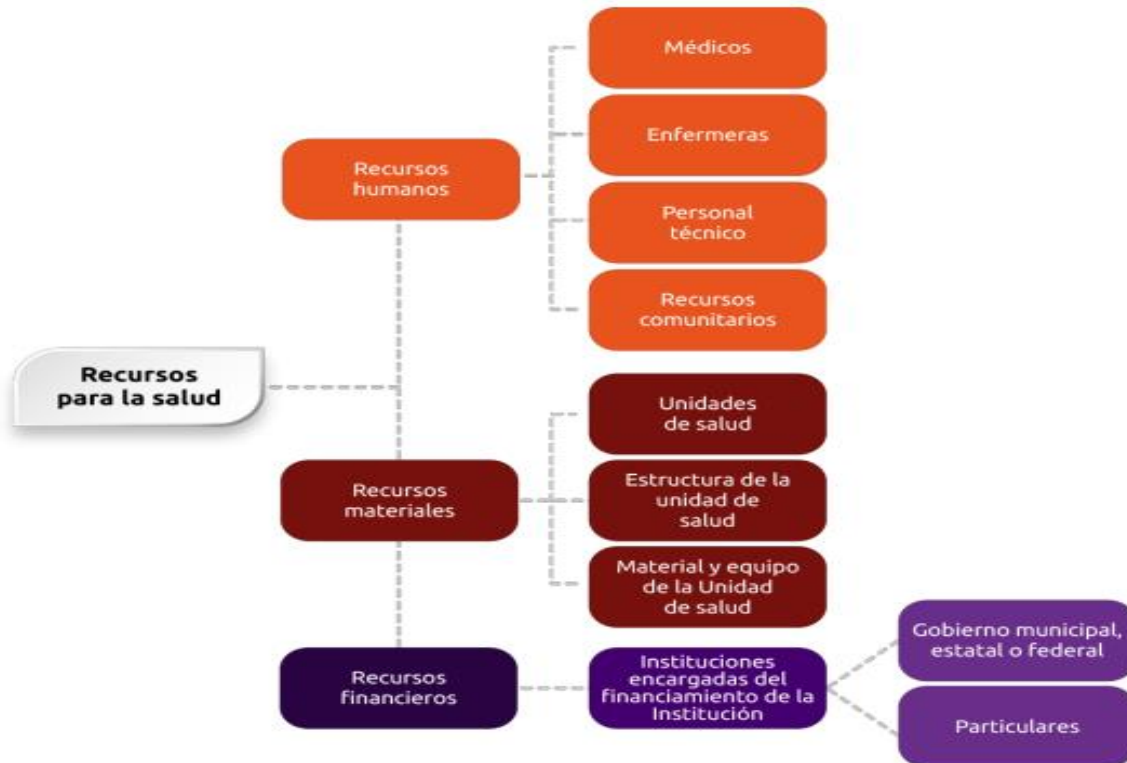 Médicos
Enfermeras
Recursos
humanos
Personal
técnico
Recursos
comunitarios
Recursos
para la salud
Unidades
de salud
Recursos
materiales
Estructura de la
unidad de
salud
Material y equipo
de la Unidad
de salud
Recursos
financieros
Instituciones
encargadas del
financiamiento de la
Institución
Gobierno municipal,
estatal o federal
Particulares